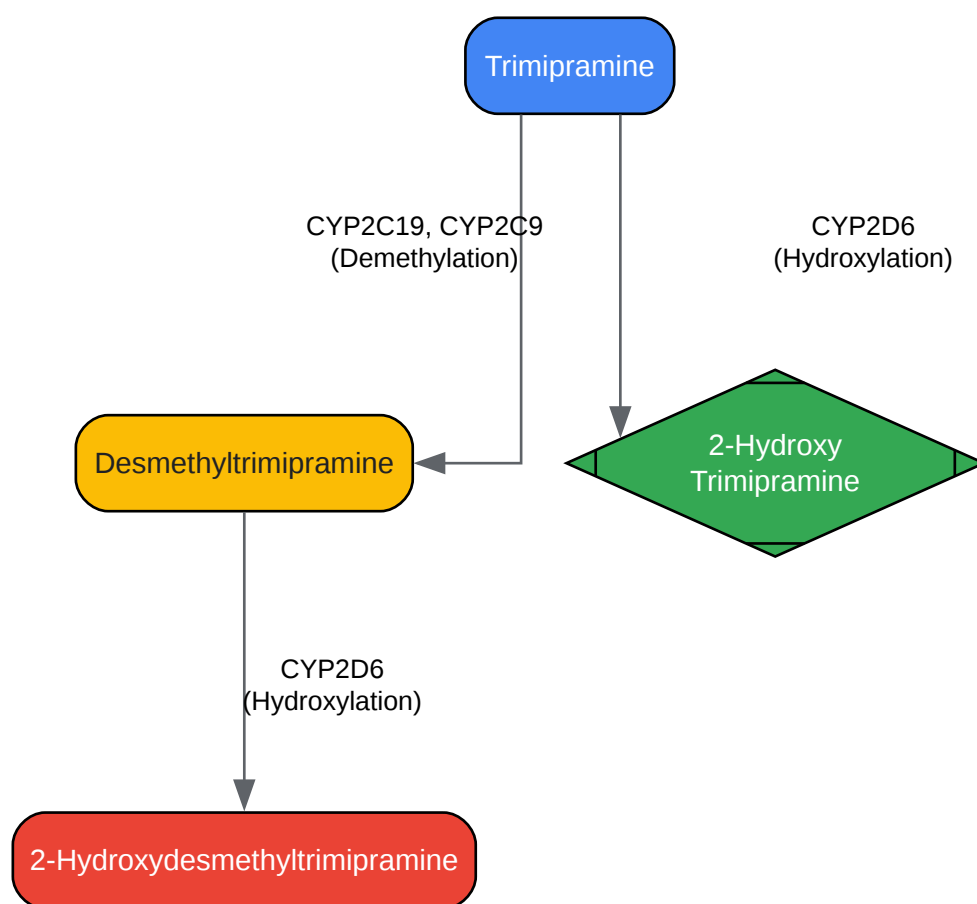 Trimipramine
CYP2C19, CYP2C9
(Demethylation)
CYP2D6
(Hydroxylation)
Desmethyltrimipramine
2-Hydroxy
Trimipramine
CYP2D6
(Hydroxylation)
2-Hydroxydesmethyltrimipramine